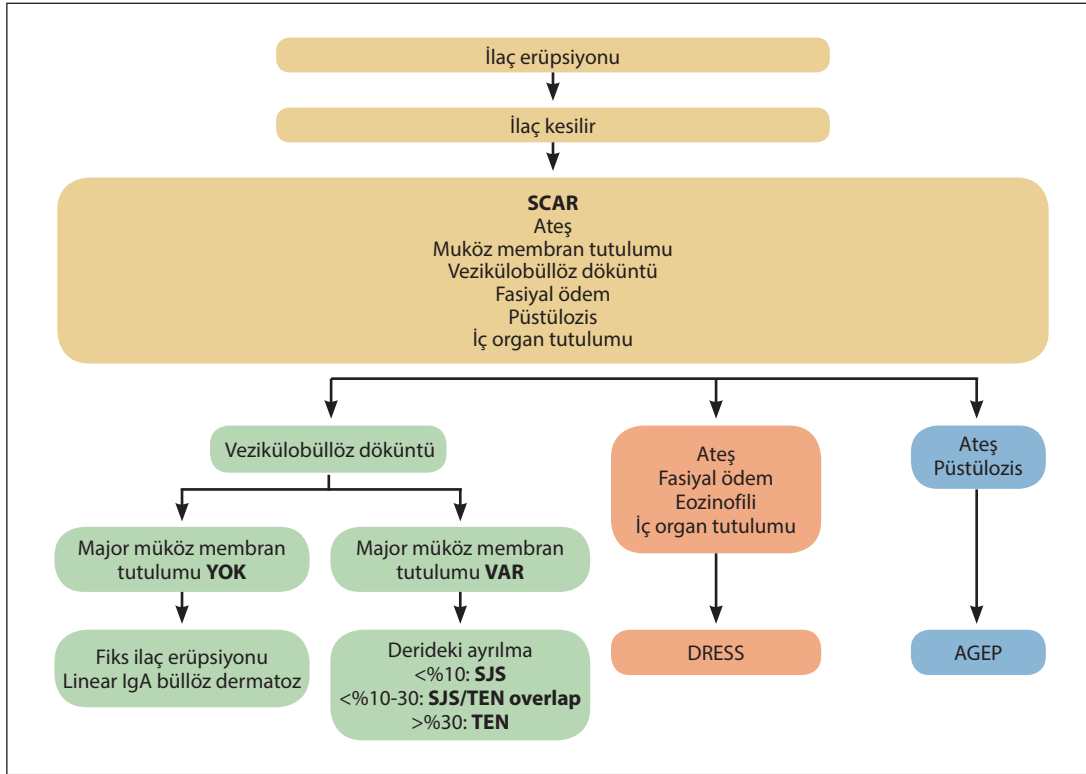 İlaç erüpsiyonu
İlaç kesilir
SCAR
Ateş
Muköz membran tutulumu
Vezikülobüllöz döküntü
Fasiyal ödem
Püstülozis
İç organ tutulumu
Vezikülobüllöz döküntü
Major müköz membran
tutulumu YOK
Fiks ilaç erüpsiyonu
Linear IgA büllöz dermatoz
Major müköz membran
tutulumu VAR
Derideki ayrılma
<%10: SJS
<%10-30: SJS/TEN overlap
>%30: TEN
Ateş
Fasiyal ödem
Eozinofili
İç organ tutulumu
DRESS
Ateş
Püstülozis
AGEP